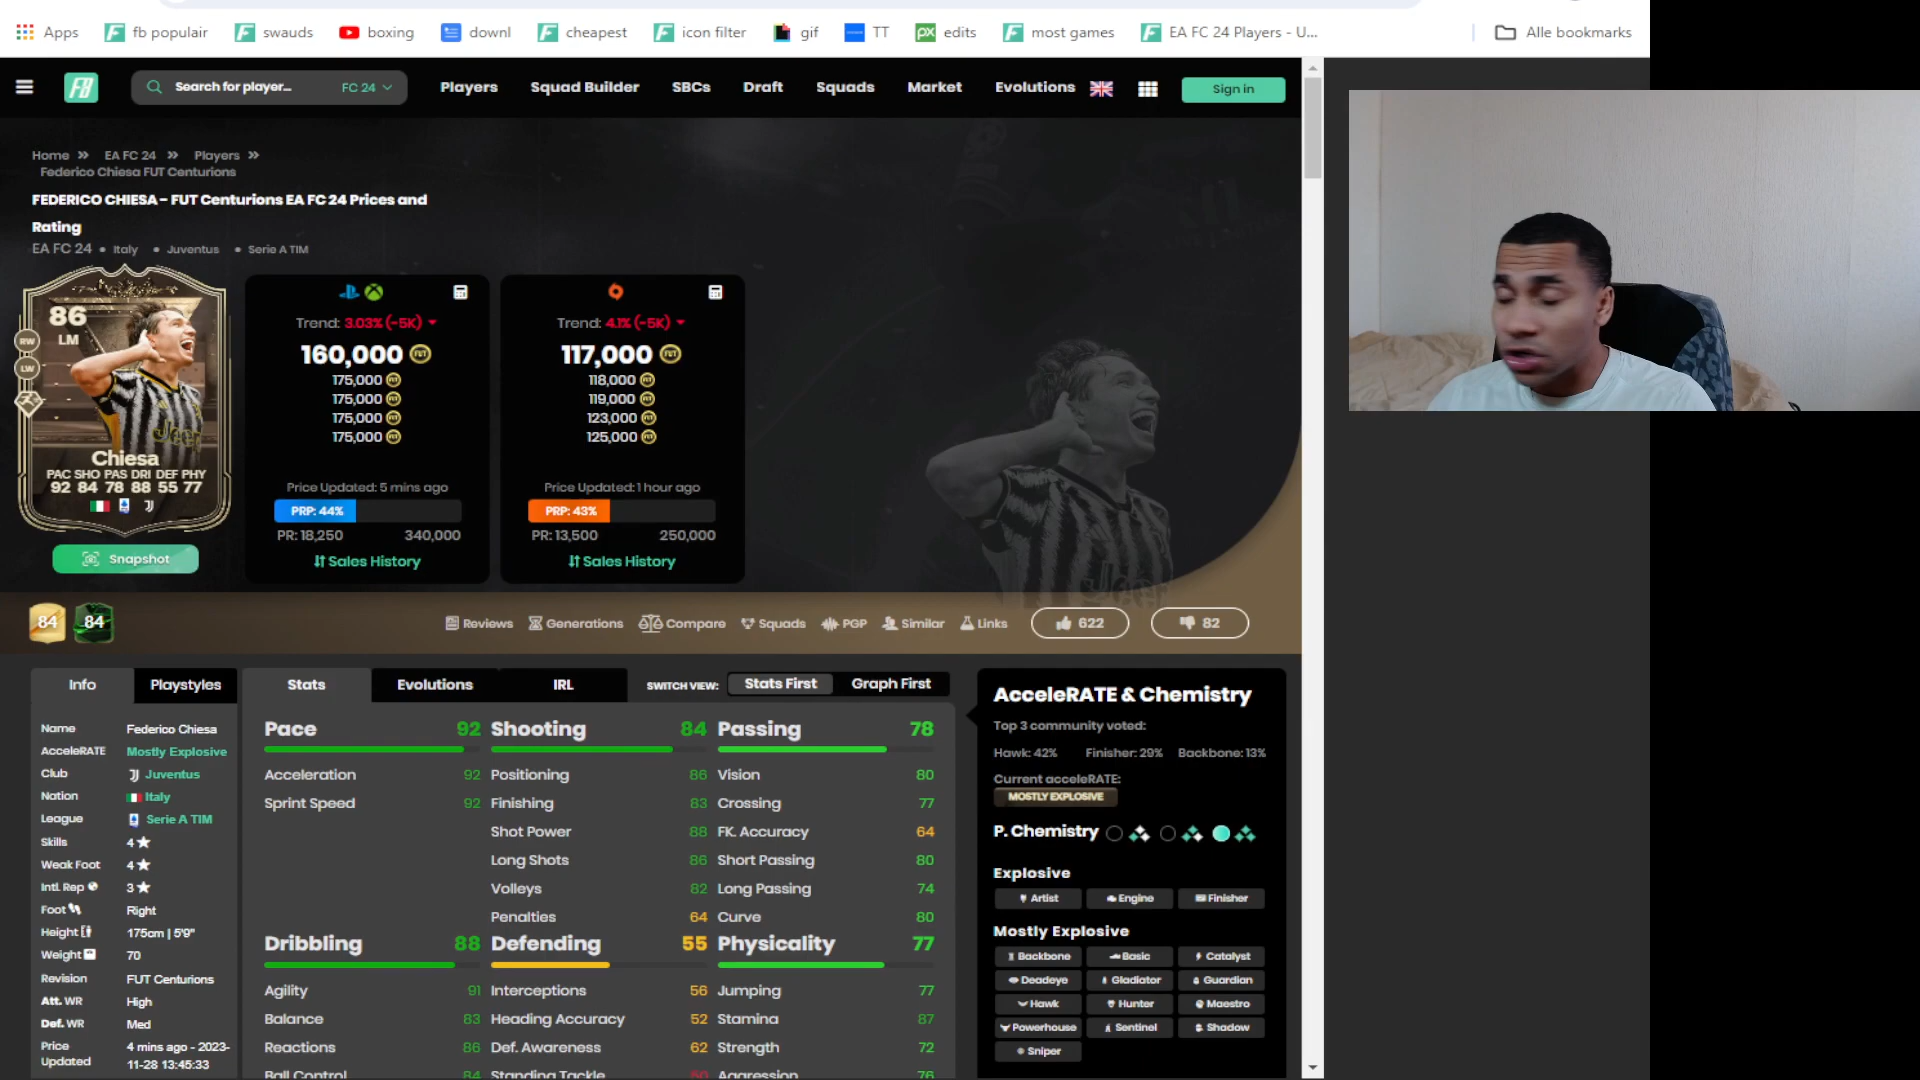 Apps fb populair swauds boxing downl cheapest icon filter gif TT edits most games EA FC 24 Players - U... Alle bookmarks
Search for player... FC 24 Players Squad Builder SBCs Draft Squads Market Evolutions Sign in
Home » EA FC 24 » Players »
Federico Chiesa FUT Centurions
FEDERICO CHIESA - FUT Centurions EA FC 24 Prices and
Rating
EA FC 24 • Italy • Juventus • Serie A TIM
86
LM
RW
LW
Chiesa
PAC SHO PAS DRI DEF PHY
92 84 78 88 55 77
Snapshot
Trend: 3.03% (-5K)
160,000
175,000
175,000
175,000
175,000
Price Updated: 5 mins ago
PRP: 44%
PR: 18,250 340,000
Sales History
Trend: 4.1% (-5K)
117,000
118,000
119,000
123,000
125,000
Price Updated: 1 hour ago
PRP: 43%
PR: 13,500 250,000
Sales History
84 84 Reviews Generations Compare Squads PGP Similar Links 622 82
Info Playstyles
Name Federico Chiesa
AcceleRATE Mostly Explosive
Club Juventus
Nation Italy
League Serie A TIM
Skills 4
Weak Foot 4
Intl. Rep 3
Foot Right
Height 175cm | 5'9"
Weight 70
Revision FUT Centurions
Att. WR High
Def. WR Med
Price Updated 4 mins ago - 2023-11-28 13:45:33
Stats Evolutions IRL SWITCH VIEW: Stats First Graph First
Pace 92 Shooting 84 Passing 78
Acceleration 92 Positioning 86 Vision 80
Sprint Speed 92 Finishing 83 Crossing 77
Shot Power 88 FK. Accuracy 64
Long Shots 86 Short Passing 80
Volleys 82 Long Passing 74
Penalties 64 Curve 80
Dribbling 88 Defending 55 Physicality 77
Agility 91 Interceptions 56 Jumping 77
Balance 83 Heading Accuracy 52 Stamina 87
Reactions 86 Def. Awareness 62 Strength 72
Ball Control 84 Standing Tackle 50 Aggression 76
AcceleRATE & Chemistry
Top 3 community voted:
Hawk: 42% Finisher: 29% Backbone: 13%
Current acceleRATE:
MOSTLY EXPLOSIVE
P. Chemistry
Explosive
Artist Engine Finisher
Mostly Explosive
Backbone Basic Catalyst
Deadeye Gladiator Guardian
Hawk Hunter Maestro
Powerhouse Sentinel Shadow
Sniper